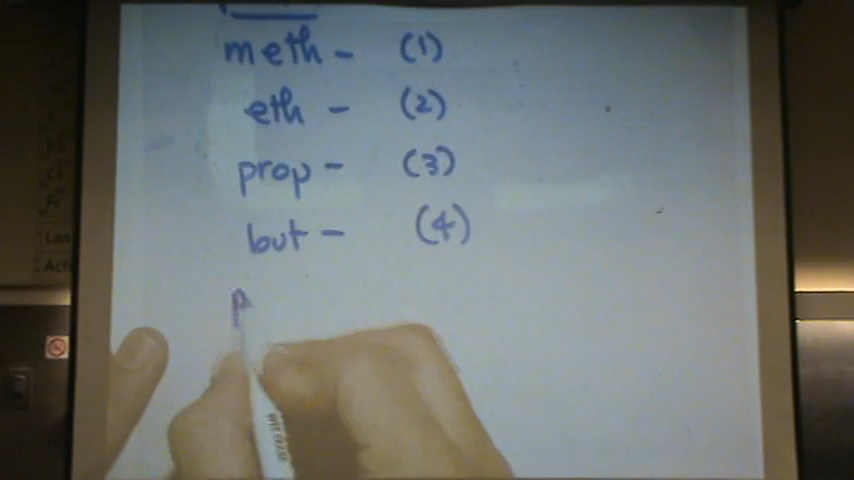 meth - (1)
eth - (2)
prop - (3)
but - (4)
p